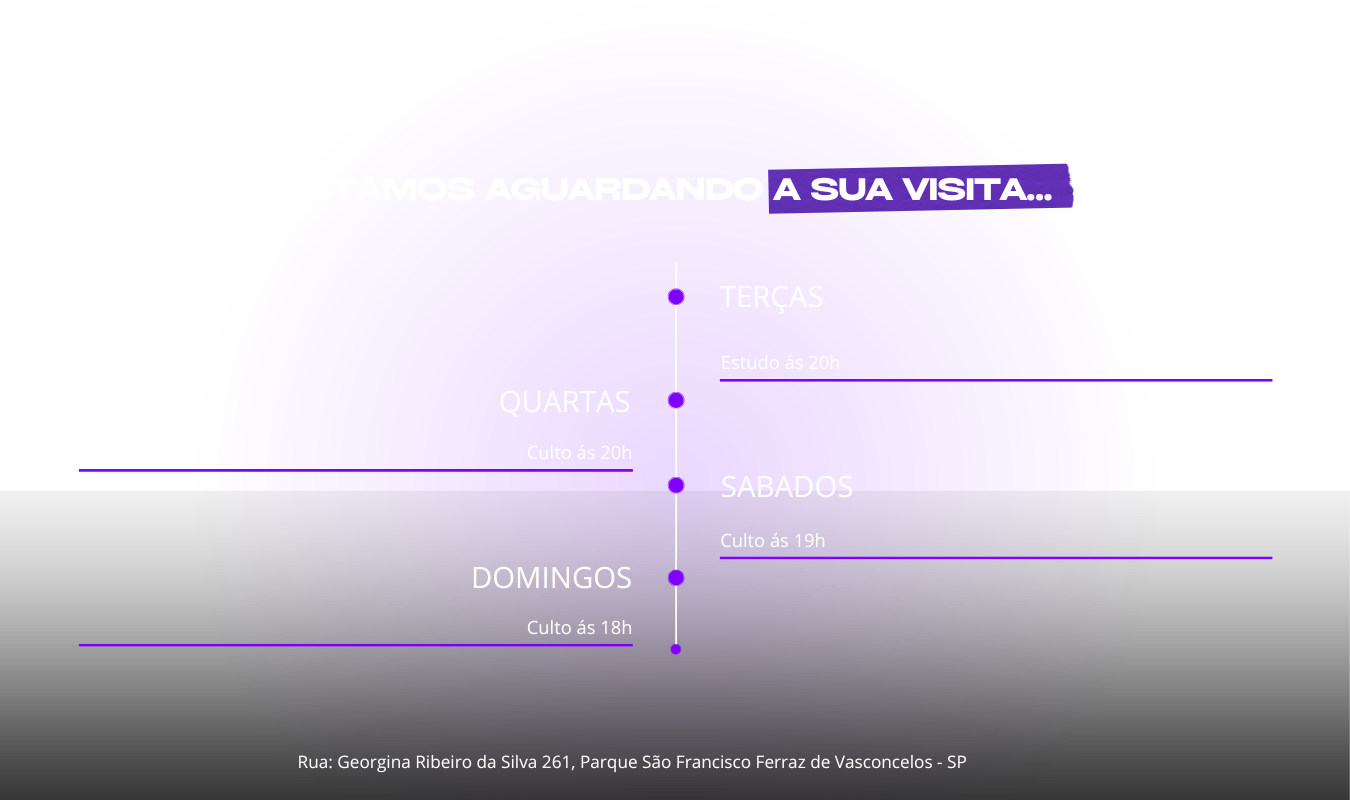 ESTAMOS AGUARDANDO A SUA VISITA...
TERÇAS
Estudo ás 20h
QUARTAS
Culto ás 20h
SABADOS
Culto ás 19h
DOMINGOS
Culto ás 18h
Rua: Georgina Ribeiro da Silva 261, Parque São Francisco Ferraz de Vasconcelos - SP